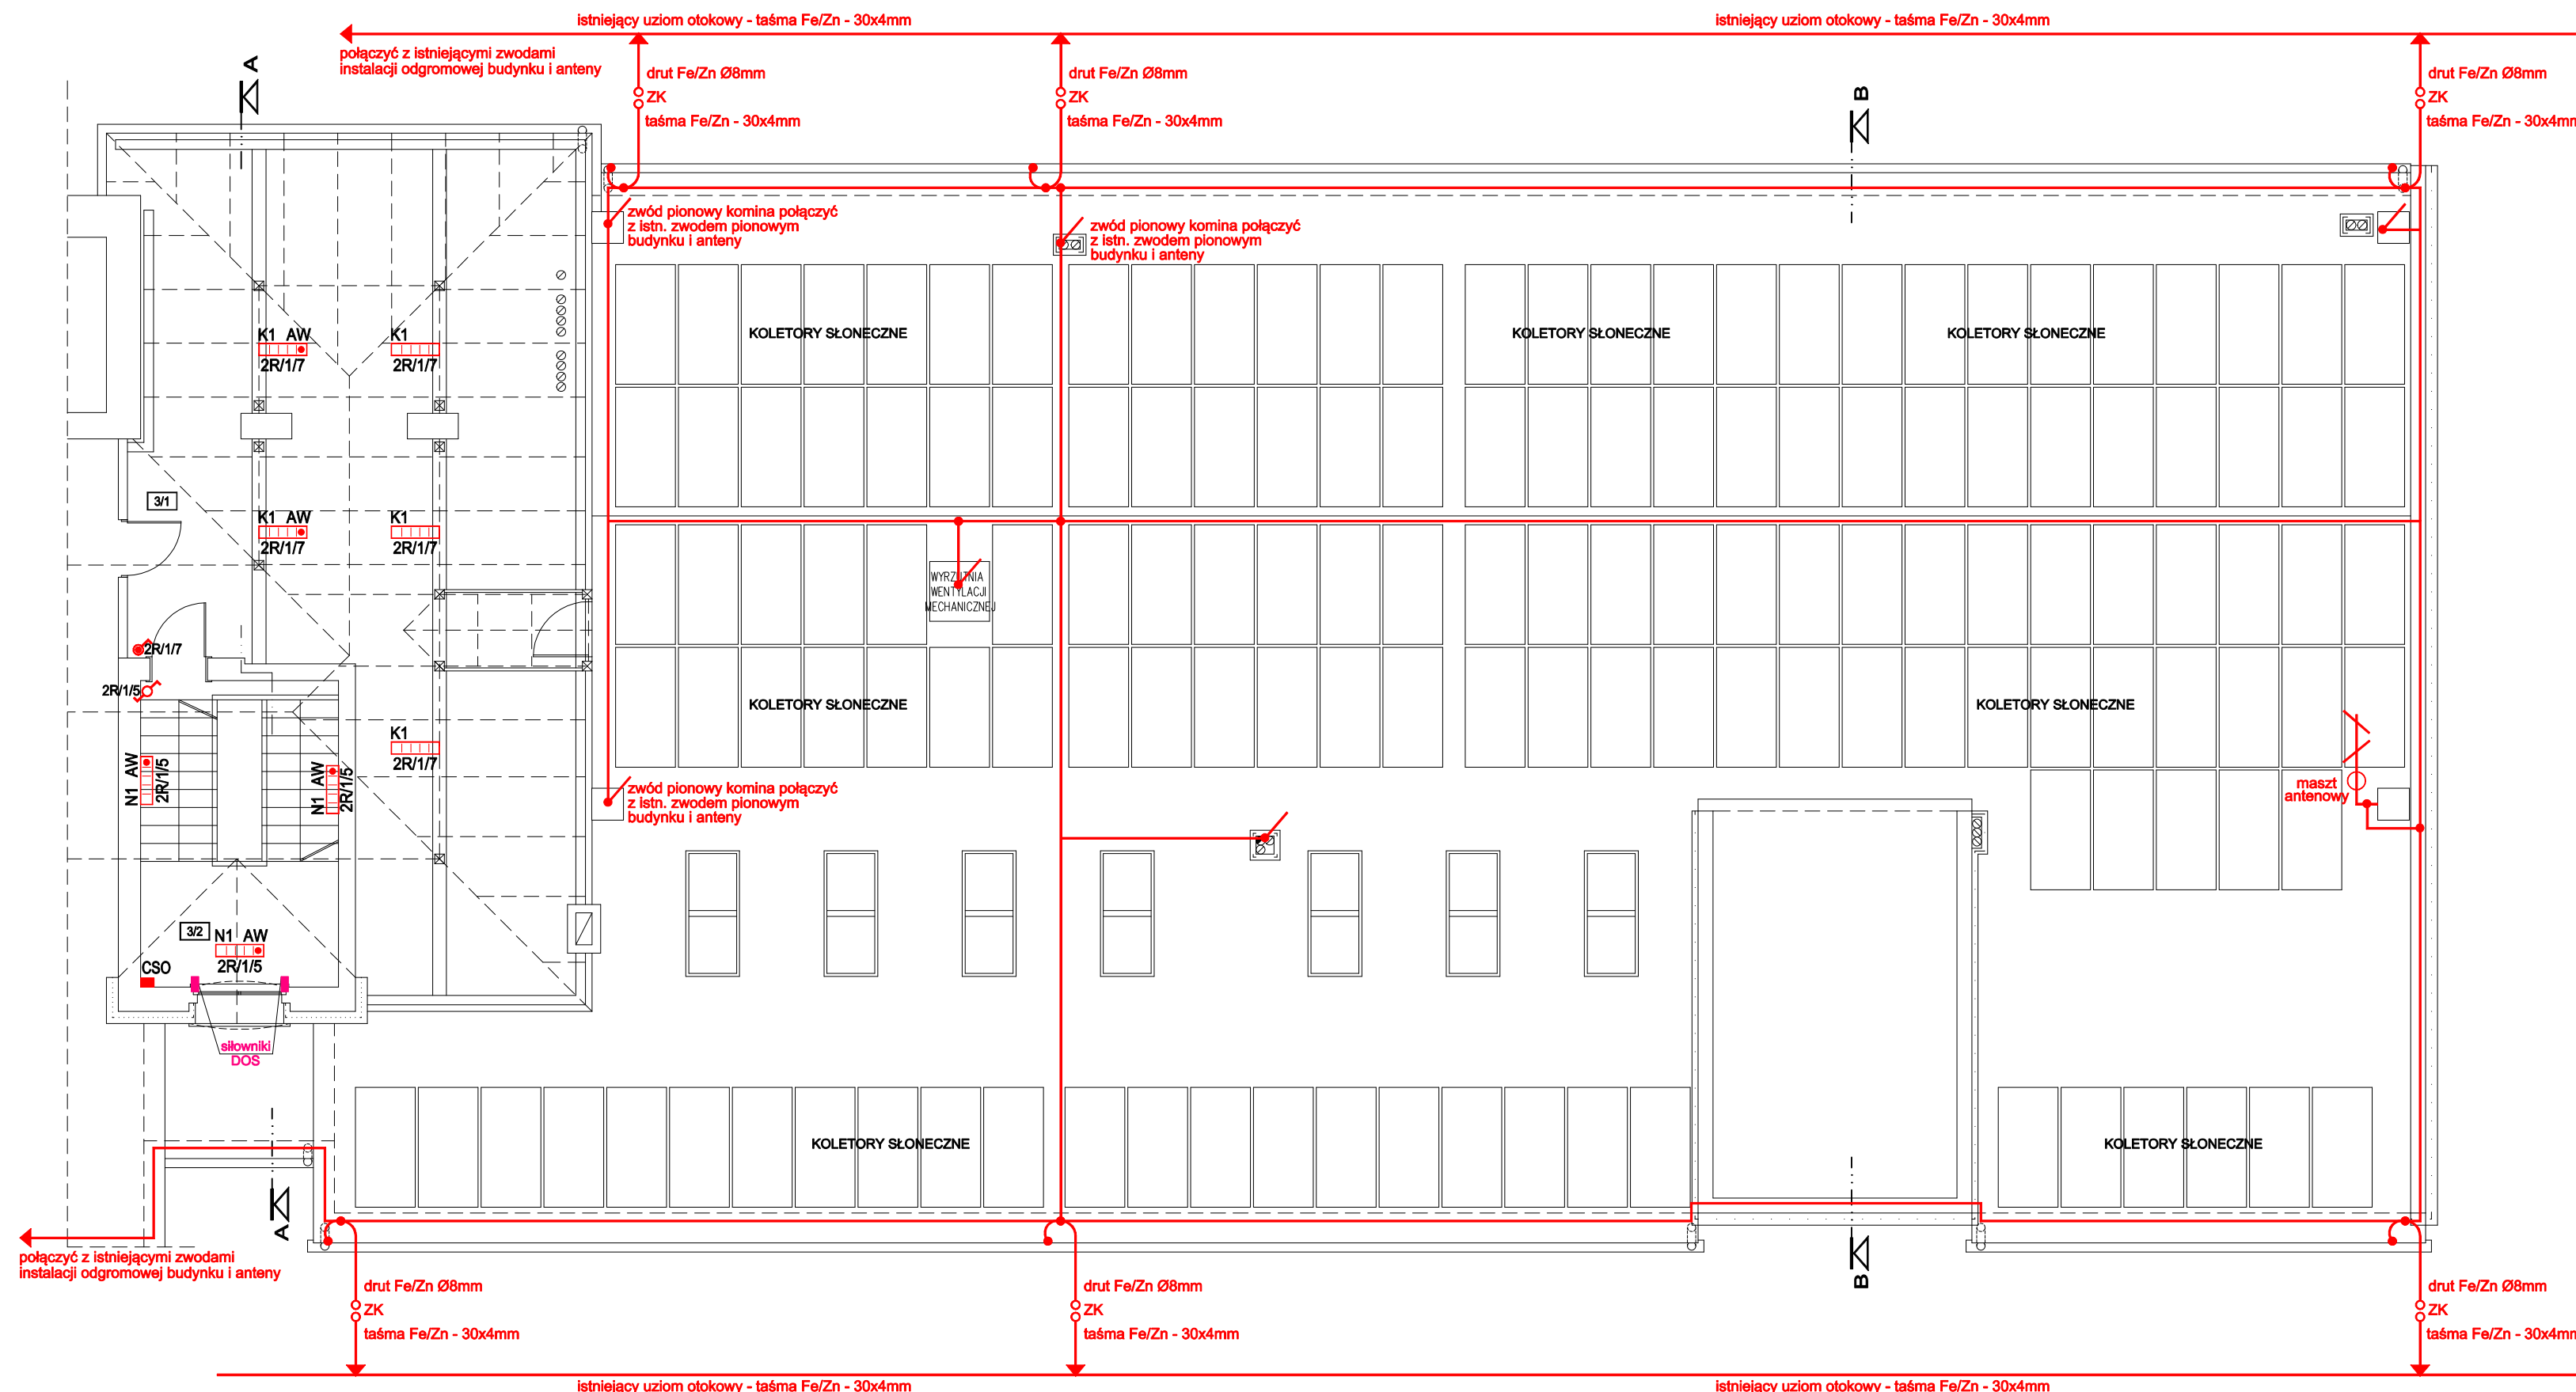 istniejący uziom otokowy - taśma Fe/Zn - 30x4mm
istniejący uziom otokowy - taśma Fe/Zn - 30x4mm
połączyć z istniejącymi zwodami
instalacji odgromowej budynku i anteny
A
B
drut Fe/Zn Ø8mm
ZK
taśma Fe/Zn - 30x4mm
drut Fe/Zn Ø8mm
ZK
taśma Fe/Zn - 30x4mm
drut Fe/Zn Ø8mm
ZK
taśma Fe/Zn - 30x4mm
zwód pionowy komina połączyć
z istn. zwodem pionowym
budynku i anteny
zwód pionowy komina połączyć
z istn. zwodem pionowym
budynku i anteny
K1 AW
2R/1/7
K1
2R/1/7
KOLETORY SŁONECZNE
KOLETORY SŁONECZNE
KOLETORY SŁONECZNE
3/1
K1 AW
2R/1/7
K1
2R/1/7
WYRZUTNIA
WENTYLACJI
MECHANICZNEJ
2R/1/7
2R/1/5
KOLETORY SŁONECZNE
KOLETORY SŁONECZNE
K1
2R/1/7
N1 AW
2R/1/5
N1 AW
2R/1/5
zwód pionowy komina połączyć
z istn. zwodem pionowym
budynku i anteny
maszt
antenowy
3/2
N1 AW
2R/1/5
CSO
siłowniki
DOS
KOLETORY SŁONECZNE
KOLETORY SŁONECZNE
A
B
połączyć z istniejącymi zwodami
instalacji odgromowej budynku i anteny
drut Fe/Zn Ø8mm
ZK
taśma Fe/Zn - 30x4mm
drut Fe/Zn Ø8mm
ZK
taśma Fe/Zn - 30x4mm
drut Fe/Zn Ø8mm
ZK
taśma Fe/Zn - 30x4mm
istniejący uziom otokowy - taśma Fe/Zn - 30x4mm
istniejący uziom otokowy - taśma Fe/Zn - 30x4mm